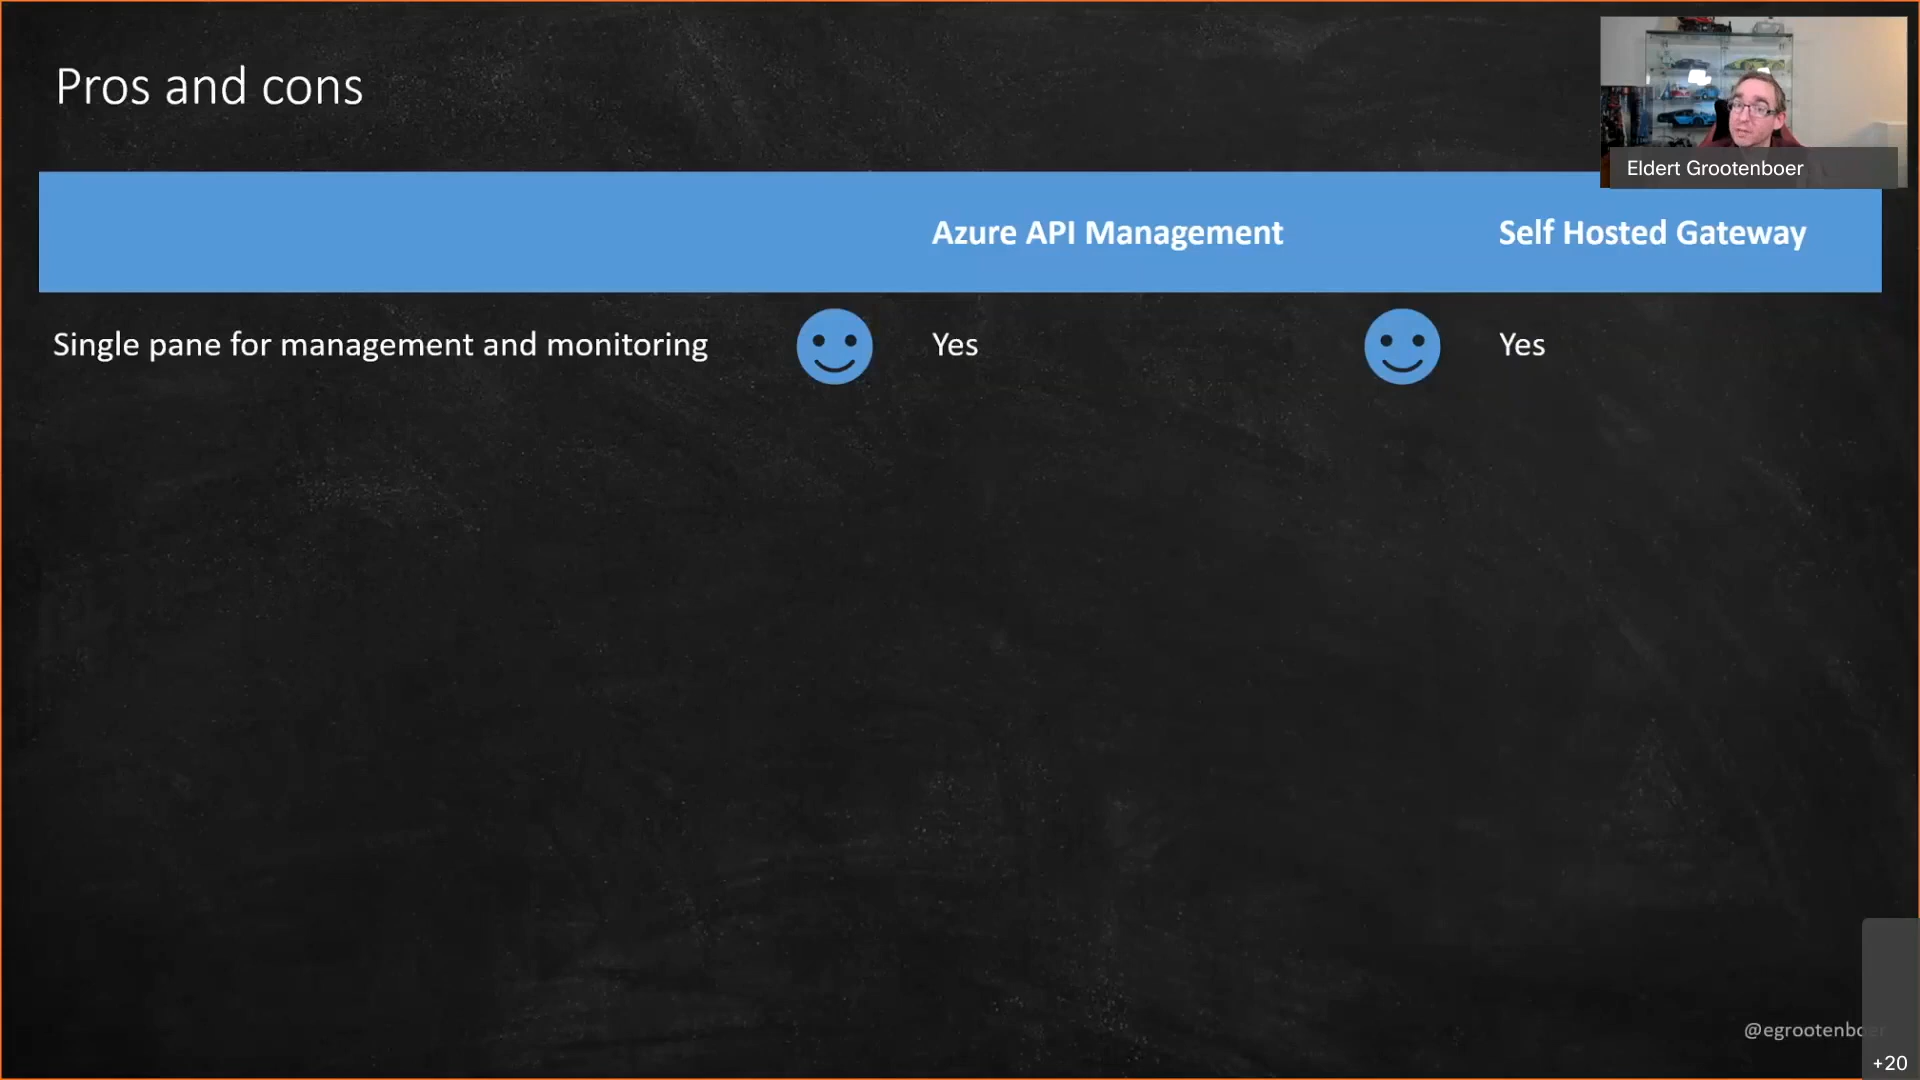 Pros and cons
Eldert Grootenboer
Azure API Management Self Hosted Gateway
Single pane for management and monitoring Yes Yes
@egrootenboer
+20